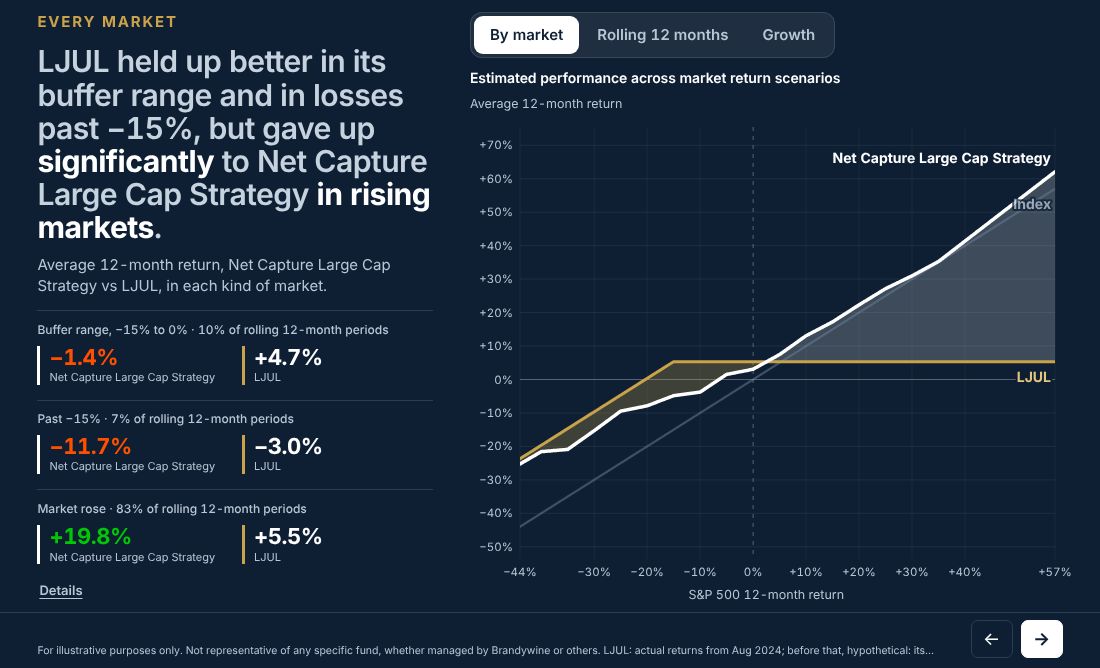 EVERY MARKET
LJUL held up better in its
buffer range and in losses
past −15%, but gave up
significantly to Net Capture
Large Cap Strategy in rising
markets.
Average 12-month return, Net Capture Large Cap
Strategy vs LJUL, in each kind of market.
Buffer range, −15% to 0% · 10% of rolling 12-month periods
−1.4%
Net Capture Large Cap Strategy
+4.7%
LJUL
Past −15% · 7% of rolling 12-month periods
−11.7%
Net Capture Large Cap Strategy
−3.0%
LJUL
Market rose · 83% of rolling 12-month periods
+19.8%
Net Capture Large Cap Strategy
+5.5%
LJUL
Details
By market
Rolling 12 months
Growth
Estimated performance across market return scenarios
Average 12-month return
+70%
+60%
+50%
+40%
+30%
+20%
+10%
0%
−10%
−20%
−30%
−40%
−50%
Net Capture Large Cap Strategy
Index
LJUL
−44%
−30%
−20%
−10%
0%
+10%
+20%
+30%
+40%
+57%
S&P 500 12-month return
For illustrative purposes only. Not representative of any specific fund, whether managed by Brandywine or others. LJUL: actual returns from Aug 2024; before that, hypothetical: its...